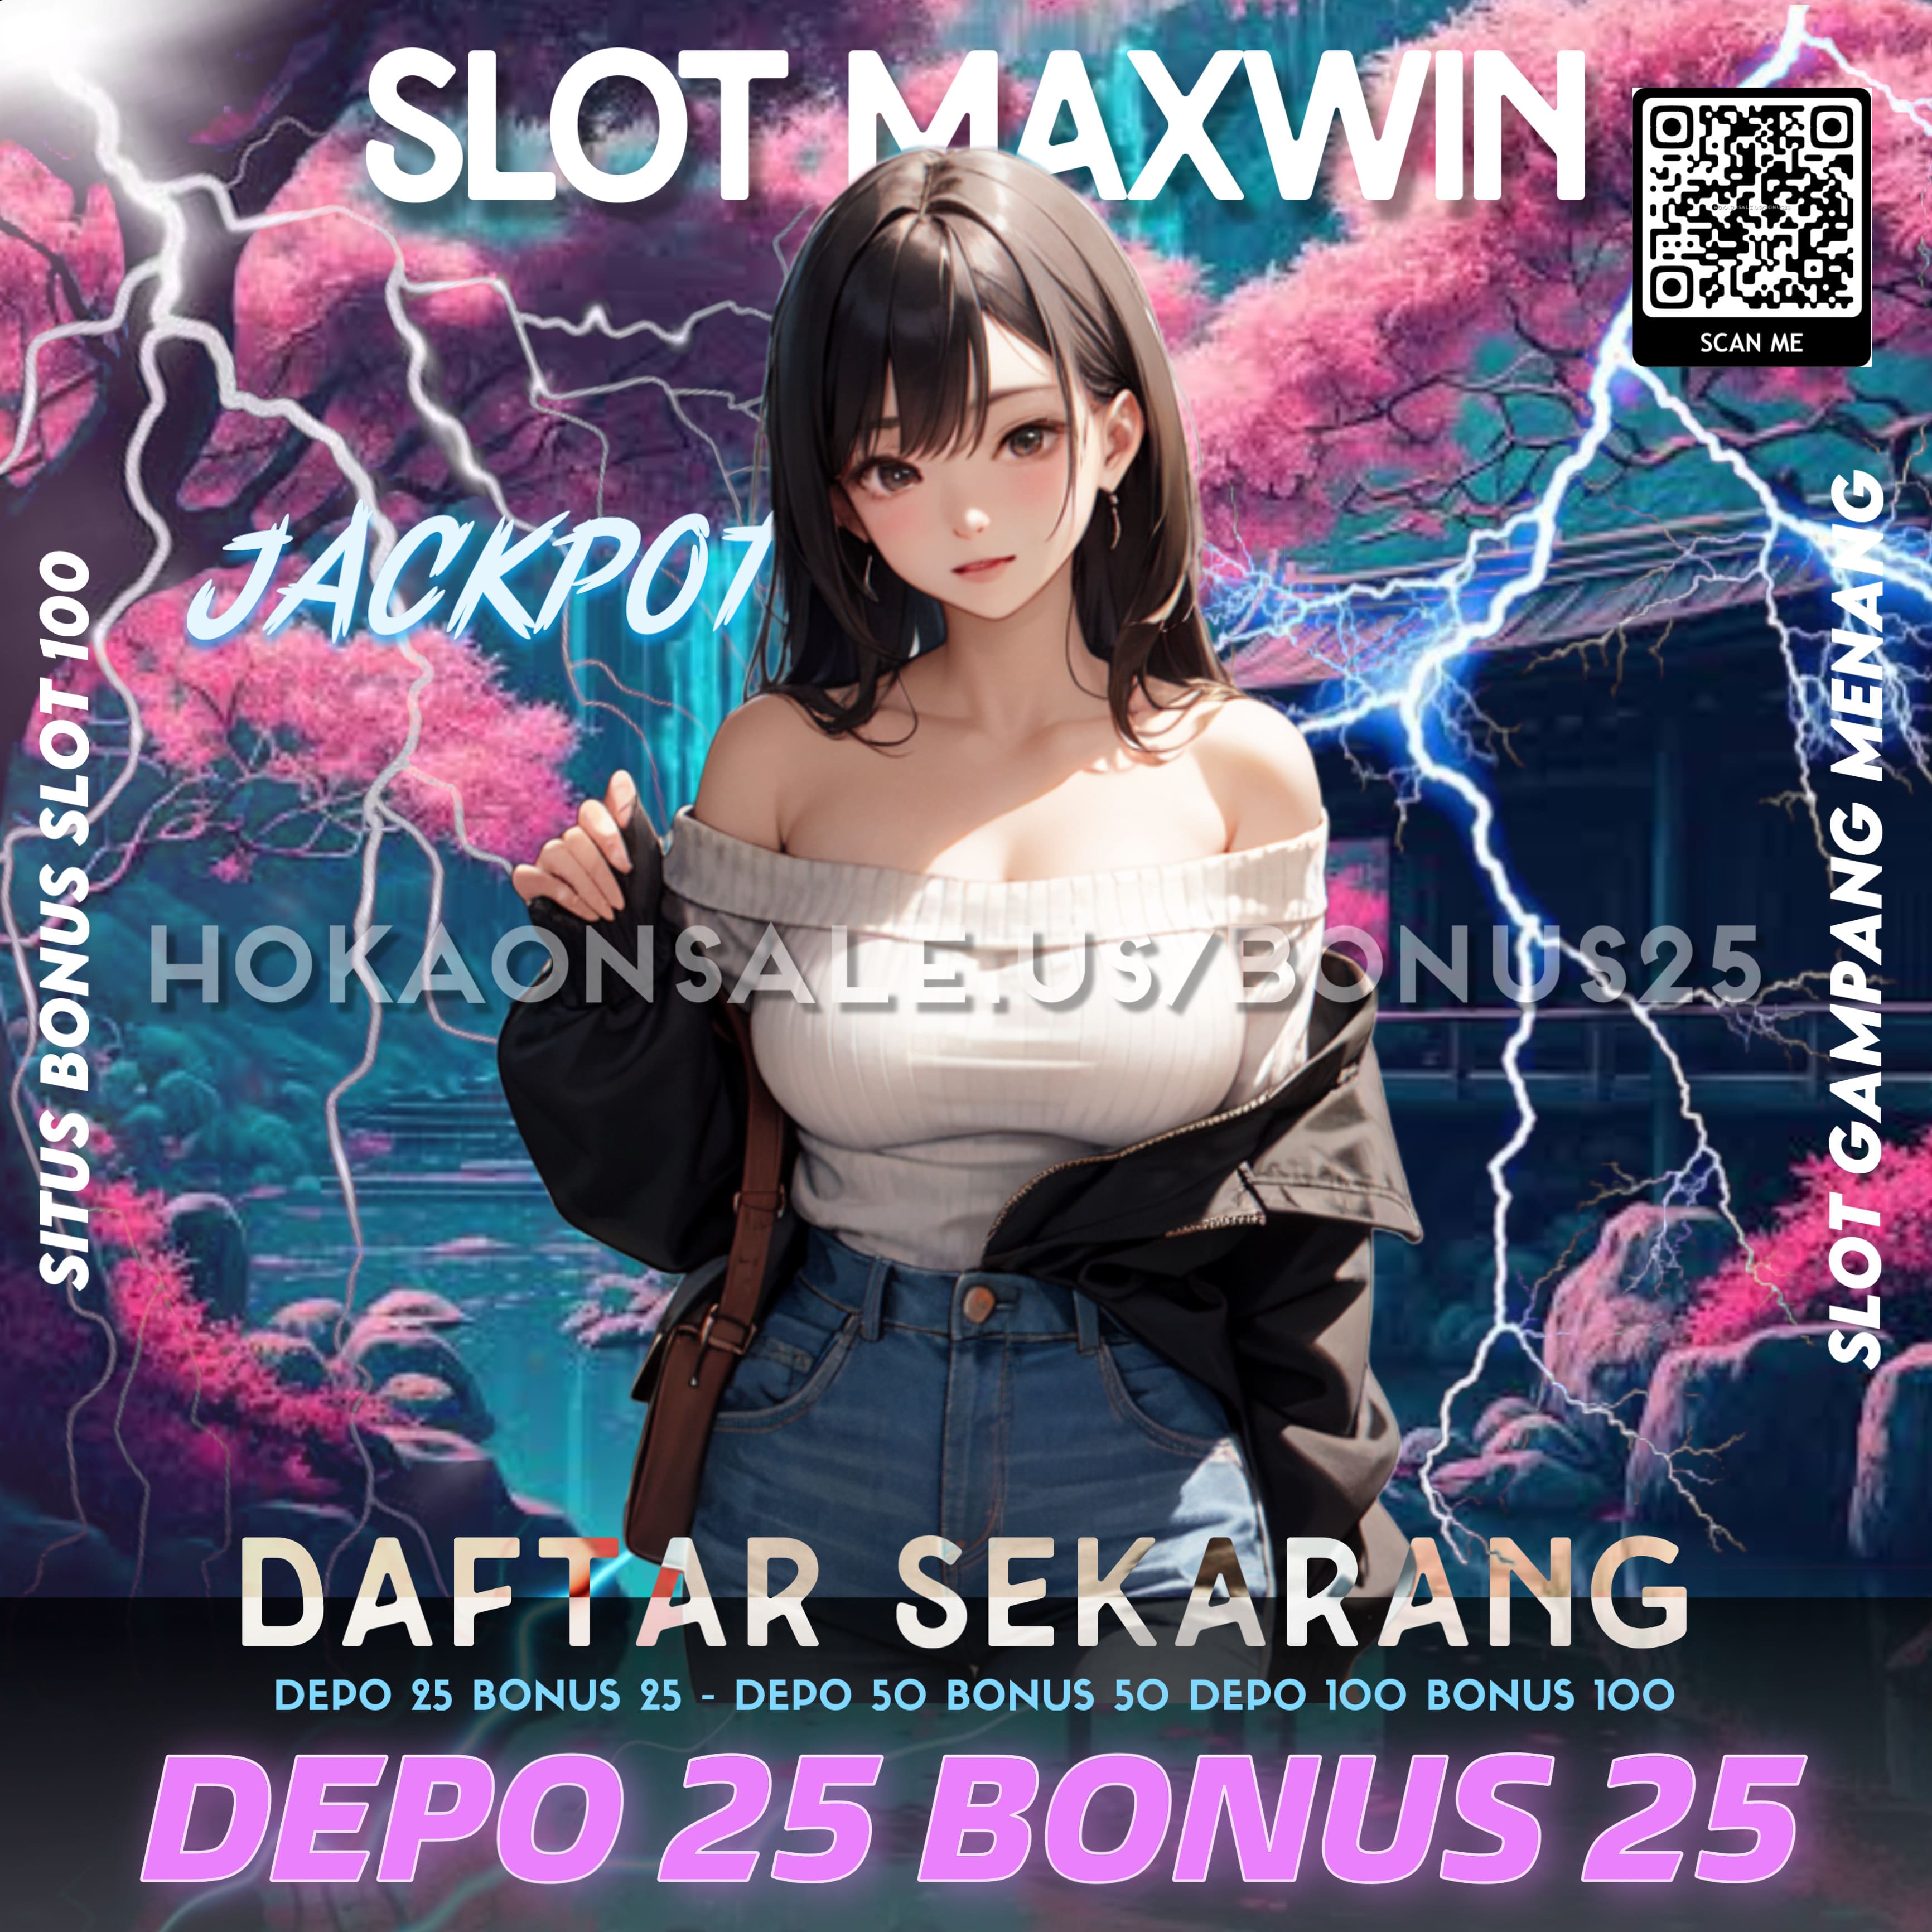 SLOT MAXWIN
SCAN ME
JACKPOT
SITUS BONUS SLOT 100
SLOT GAMPANG MENANG
HOKAONSALE.US/BONUS25
DAFTAR SEKARANG
DEPO 25 BONUS 25 - DEPO 50 BONUS 50 DEPO 100 BONUS 100
DEPO 25 BONUS 25